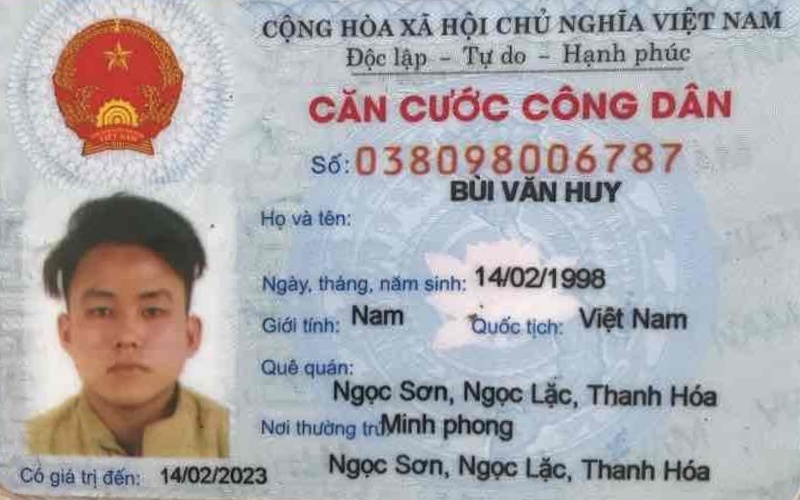 CỘNG HÒA XÃ HỘI CHỦ NGHĨA VIỆT NAM
Độc lập - Tự do - Hạnh phúc
CĂN CƯỚC CÔNG DÂN
Số: 038098006787
BÙI VĂN HUY
Họ và tên:
Ngày, tháng, năm sinh: 14/02/1998
Giới tính: Nam Quốc tịch: Việt Nam
Quê quán:
Ngọc Sơn, Ngọc Lặc, Thanh Hóa
Nơi thường trú Minh phong
Ngọc Sơn, Ngọc Lặc, Thanh Hóa
Có giá trị đến: 14/02/2023